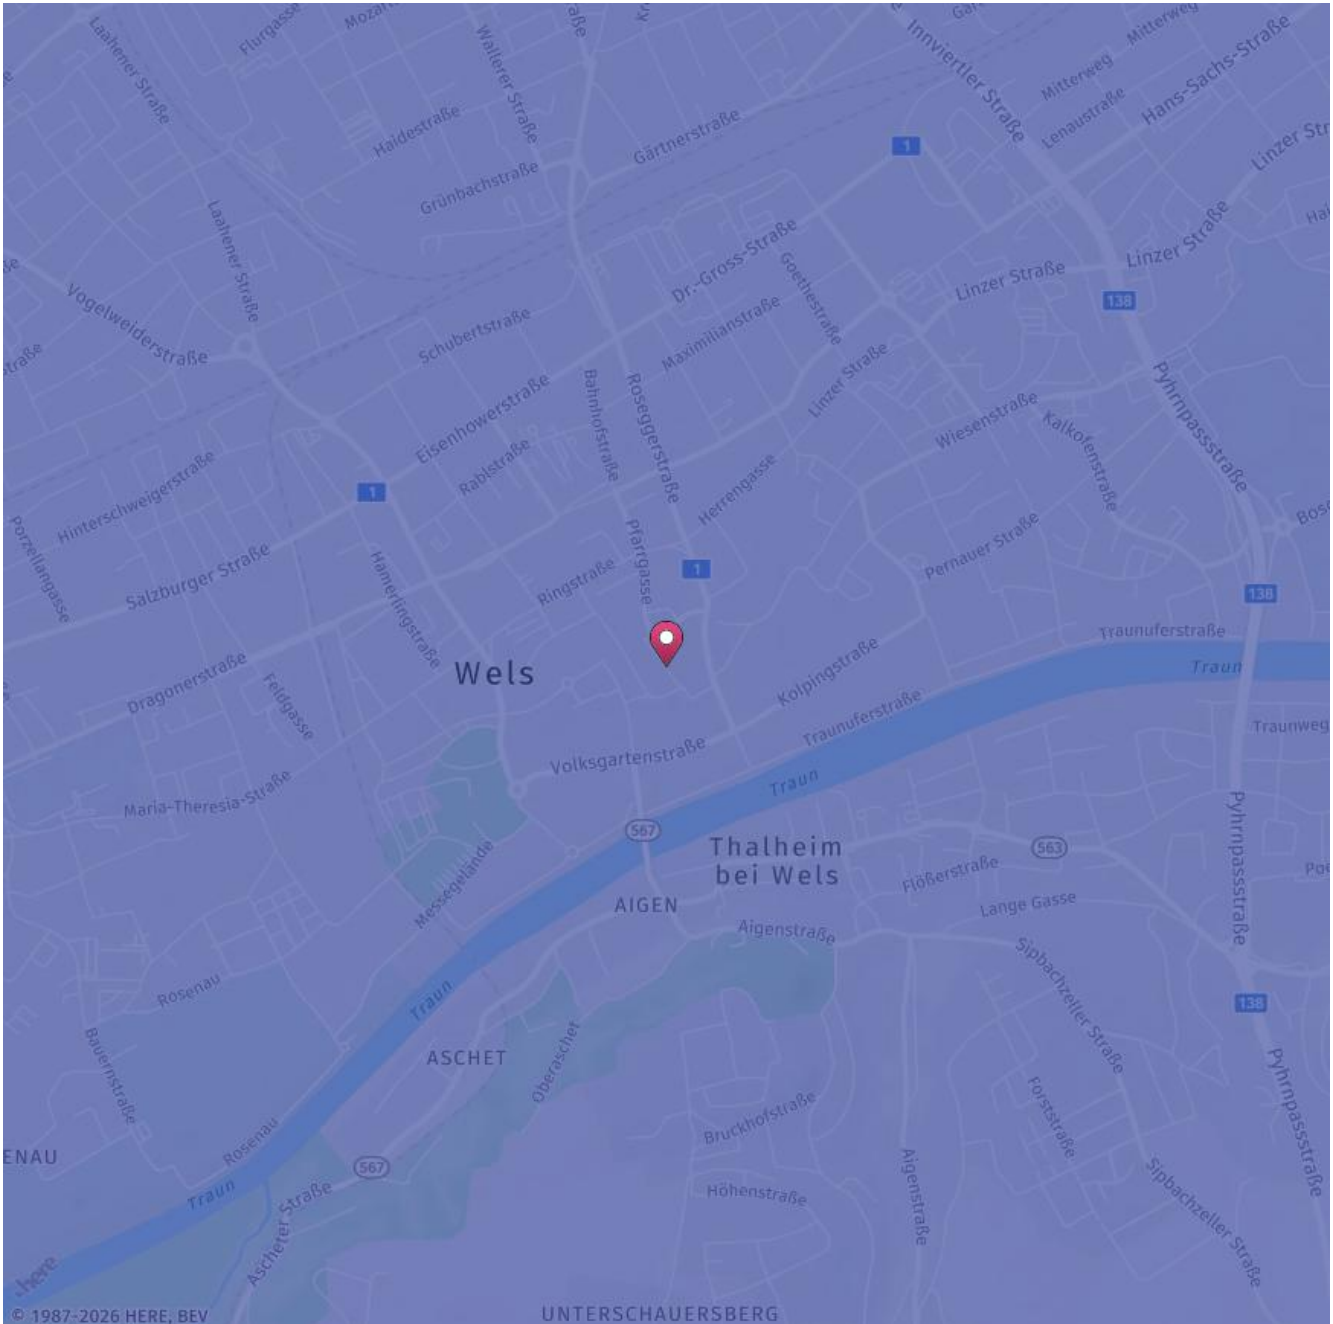 Laahener Straße
Flurgasse
Wallerer Straße
Innviertler Straße
Mitterweg
Mitterweg
Hans-Sachs-Straße
Lenaustraße
Haidestraße
Gärtnerstraße
1
Grünbachstraße
Linzer Straße
Laahener Straße
Dr.-Gross-Straße
Goethestraße
Linzer Straße
138
Vogelweiderstraße
Schubertstraße
Maximilianstraße
Linzer Straße
Pyhrnpassstraße
Eisenhowerstraße
Bahnhofstraße
Roseggerstraße
Wiesenstraße
Kalkofenstraße
Rablstraße
Herrengasse
1
Hinterschweigerstraße
Porzellangasse
Pfarrgasse
Pernauer Straße
Salzburger Straße
Hamerlingstraße
Ringstraße
1
138
Traunuferstraße
Traun
Wels
Dragonerstraße
Feldgasse
Kolpingstraße
Traunuferstraße
Traunweg
Volksgartenstraße
Traun
Maria-Theresia-Straße
567
Thalheim
bei Wels
563
Pyhrnpassstraße
Messegelände
Flößerstraße
AIGEN
Lange Gasse
Aigenstraße
Sipbachzeller Straße
Rosenau
Traun
138
Bauernstraße
ASCHET
Oberaschet
Pyhrnpassstraße
Bruckhofstraße
Forststraße
Rosenau
ENAU
567
Traun
Höhenstraße
Aigenstraße
Sipbachzeller Straße
Ascheter Straße
here
© 1987-2026 HERE, BEV
UNTERSCHAUERSBERG